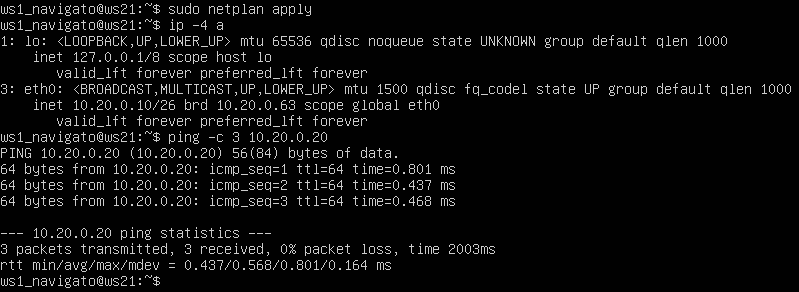 ws1_navigato@ws21:~$ sudo netplan apply
ws1_navigato@ws21:~$ ip -4 a
1: lo: <LOOPBACK,UP,LOWER_UP> mtu 65536 qdisc noqueue state UNKNOWN group default qlen 1000
    inet 127.0.0.1/8 scope host lo
       valid_lft forever preferred_lft forever
3: eth0: <BROADCAST,MULTICAST,UP,LOWER_UP> mtu 1500 qdisc fq_codel state UP group default qlen 1000
    inet 10.20.0.10/26 brd 10.20.0.63 scope global eth0
       valid_lft forever preferred_lft forever
ws1_navigato@ws21:~$ ping -c 3 10.20.0.20
PING 10.20.0.20 (10.20.0.20) 56(84) bytes of data.
64 bytes from 10.20.0.20: icmp_seq=1 ttl=64 time=0.801 ms
64 bytes from 10.20.0.20: icmp_seq=2 ttl=64 time=0.437 ms
64 bytes from 10.20.0.20: icmp_seq=3 ttl=64 time=0.468 ms

--- 10.20.0.20 ping statistics ---
3 packets transmitted, 3 received, 0% packet loss, time 2003ms
rtt min/avg/max/mdev = 0.437/0.568/0.801/0.164 ms
ws1_navigato@ws21:~$